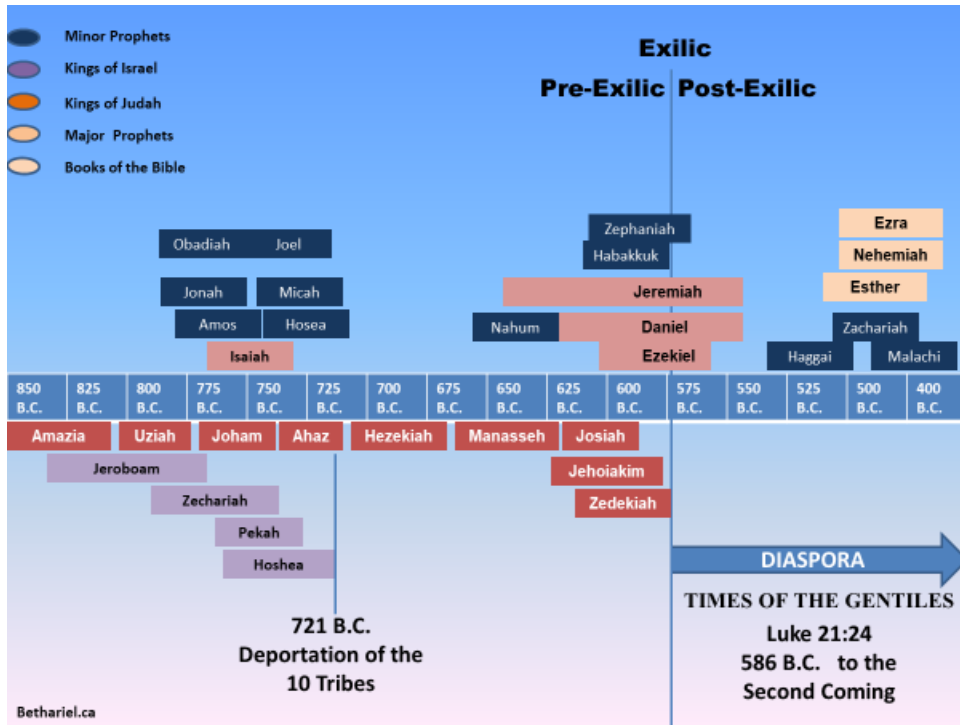 Minor Prophets
Kings of Israel
Kings of Judah
Major Prophets
Books of the Bible
Exilic
Pre-Exilic Post-Exilic
Obadiah Joel
Zephaniah
Habakkuk
Ezra
Nehemiah
Esther
Jonah Micah
Jeremiah
Amos Hosea
Nahum
Daniel
Zachariah
Isaiah
Ezekiel
Haggai
Malachi
850 B.C.
825 B.C.
800 B.C.
775 B.C.
750 B.C.
725 B.C.
700 B.C.
675 B.C.
650 B.C.
625 B.C.
600 B.C.
575 B.C.
550 B.C.
525 B.C.
500 B.C.
400 B.C.
Amazia
Uziah
Joham
Ahaz
Hezekiah
Manasseh
Josiah
Jeroboam
Jehoiakim
Zechariah
Zedekiah
Pekah
Hoshea
DIASPORA
TIMES OF THE GENTILES
Luke 21:24
586 B.C. to the
Second Coming
721 B.C.
Deportation of the
10 Tribes
Bethariel.ca